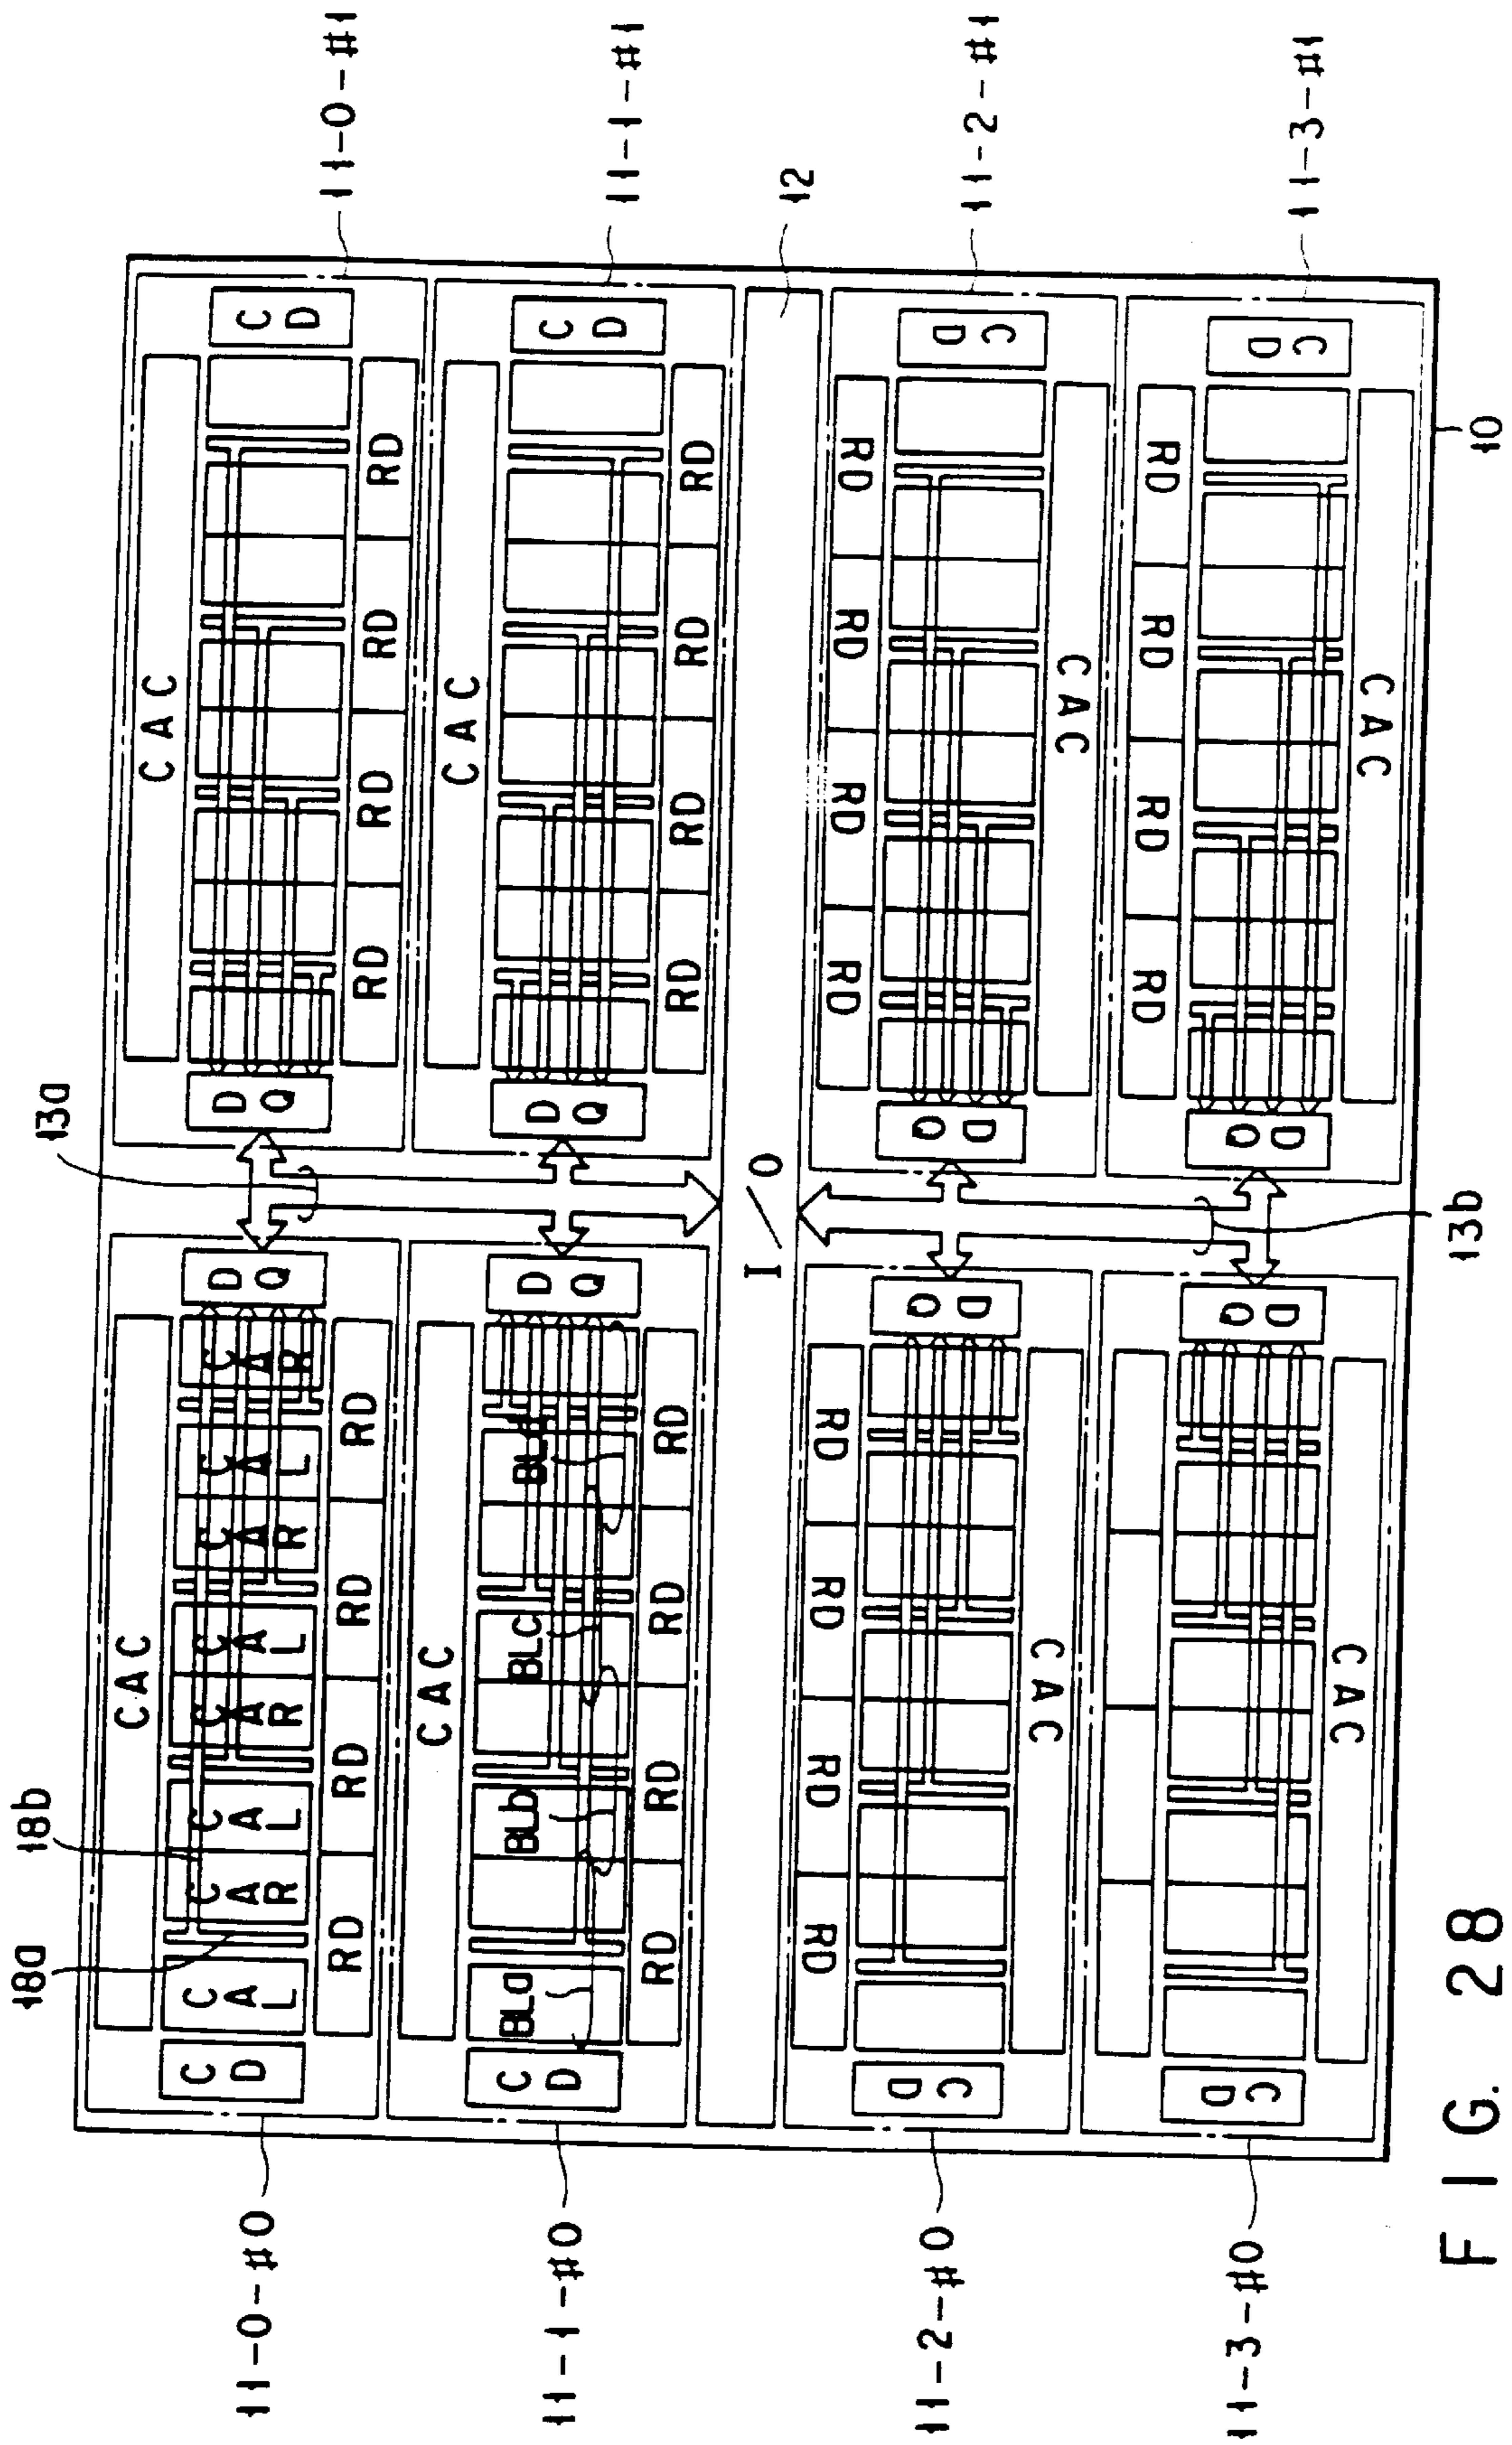 11-0-#1
11-1-#1
12
11-2-#1
11-3-#1
10
CD
CD
CD
CD
CAC
RD
RD
RD
RD
CAC
RD
RD
RD
RD
RD
RD
RD
RD
CAC
RD
RD
RD
RD
CAC
DQ
DQ
DQ
DQ
13a
I/O
13b
DQ
DQ
DQ
DQ
CAC
CAR
CAL
CAR
CAL
CAR
CAL
CAR
CAL
RD
RD
RD
RD
18b
18a
CAC
BLd
BLc
BLb
BLa
RD
RD
RD
RD
RD
RD
RD
RD
CAC
CAC
CD
CD
CD
CD
11-0-#0
11-1-#0
11-2-#0
11-3-#0
FIG. 28